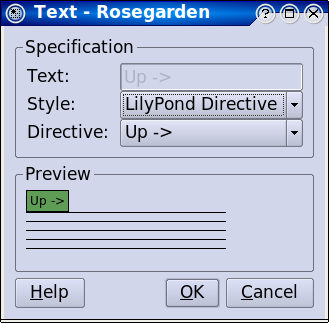 Text - Rosegarden
Specification
Text: Up ->
Style: LilyPond Directive
Directive: Up ->
Preview
Up ->
Help OK Cancel